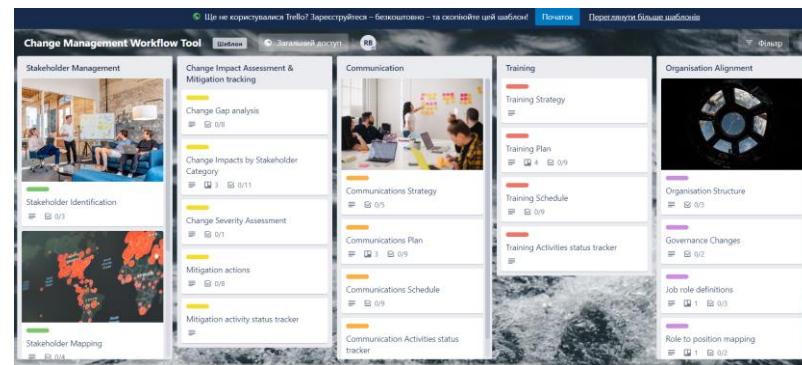 Ще не користувалися Trello? Зареєструйтеся – безкоштовно – та скопіюйте цей шаблон!
Початок
Переглянути більше шаблонів
Change Management Workflow Tool
Шаблон
Загальний доступ
RB
Фільтр
Stakeholder Management
Stakeholder Identification
0/3
Stakeholder Mapping
0/4
Change Impact Assessment &
Mitigation tracking
Change Gap analysis
0/8
Change Impacts by Stakeholder
Category
3 0/11
Change Severity Assessment
0/1
Mitigation actions
0/8
Mitigation activity status tracker
Communication
Communications Strategy
0/5
Communications Plan
3 0/9
Communications Schedule
0/9
Communication Activities status
tracker
Training
Training Strategy
Training Plan
4 0/9
Training Schedule
0/9
Training Activities status tracker
Organisation Alignment
Organisation Structure
0/3
Governance Changes
0/2
Job role definitions
1 0/3
Role to position mapping
1 0/2